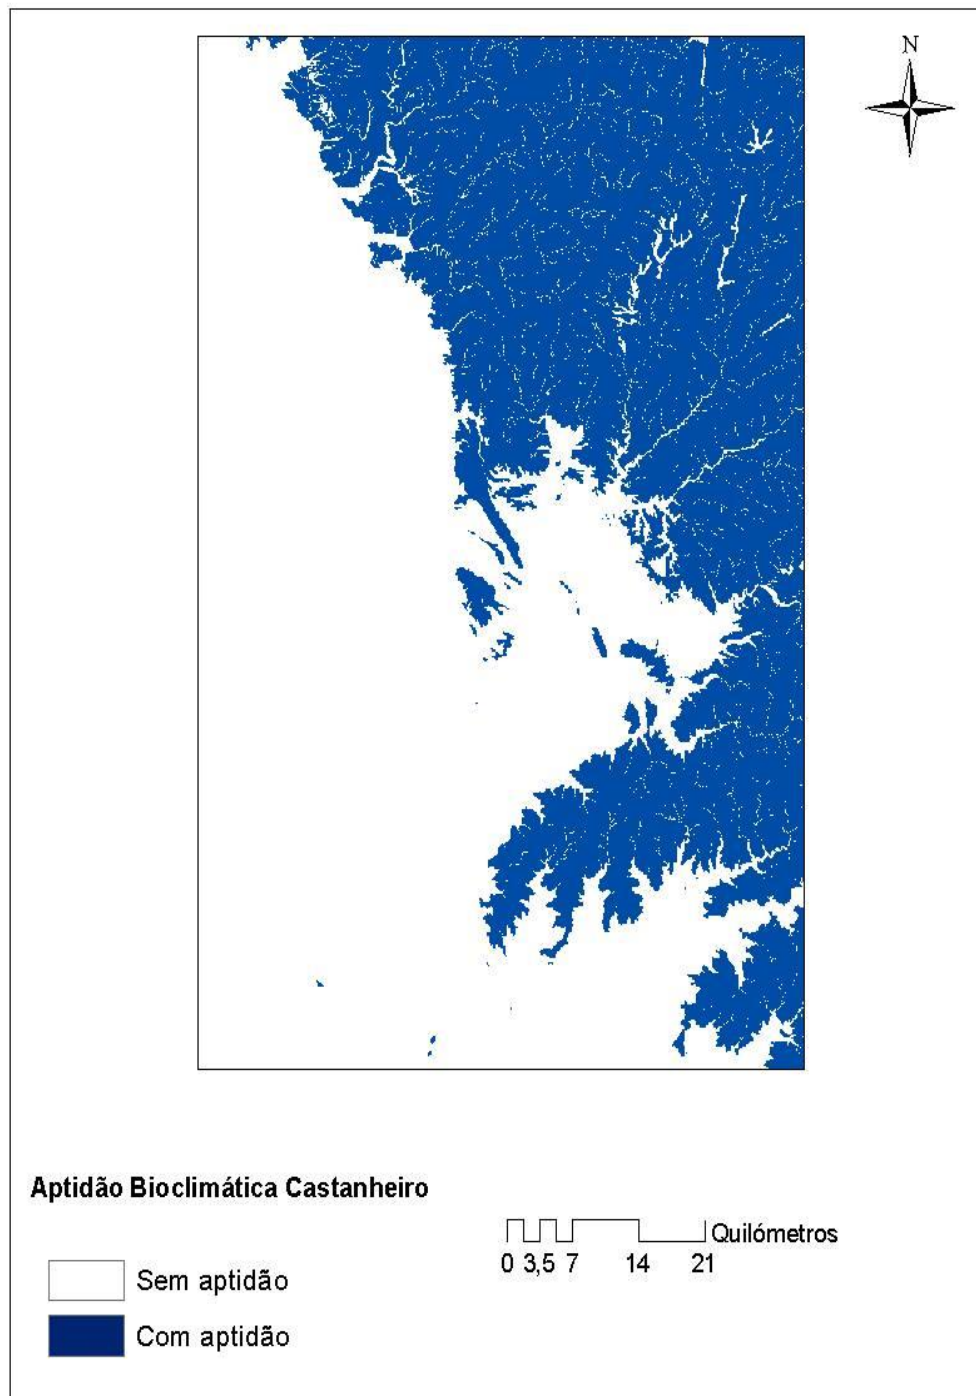 N
Aptidão Bioclimática Castanheiro
Sem aptidão
Com aptidão
Quilómetros
0 3,5 7 14 21